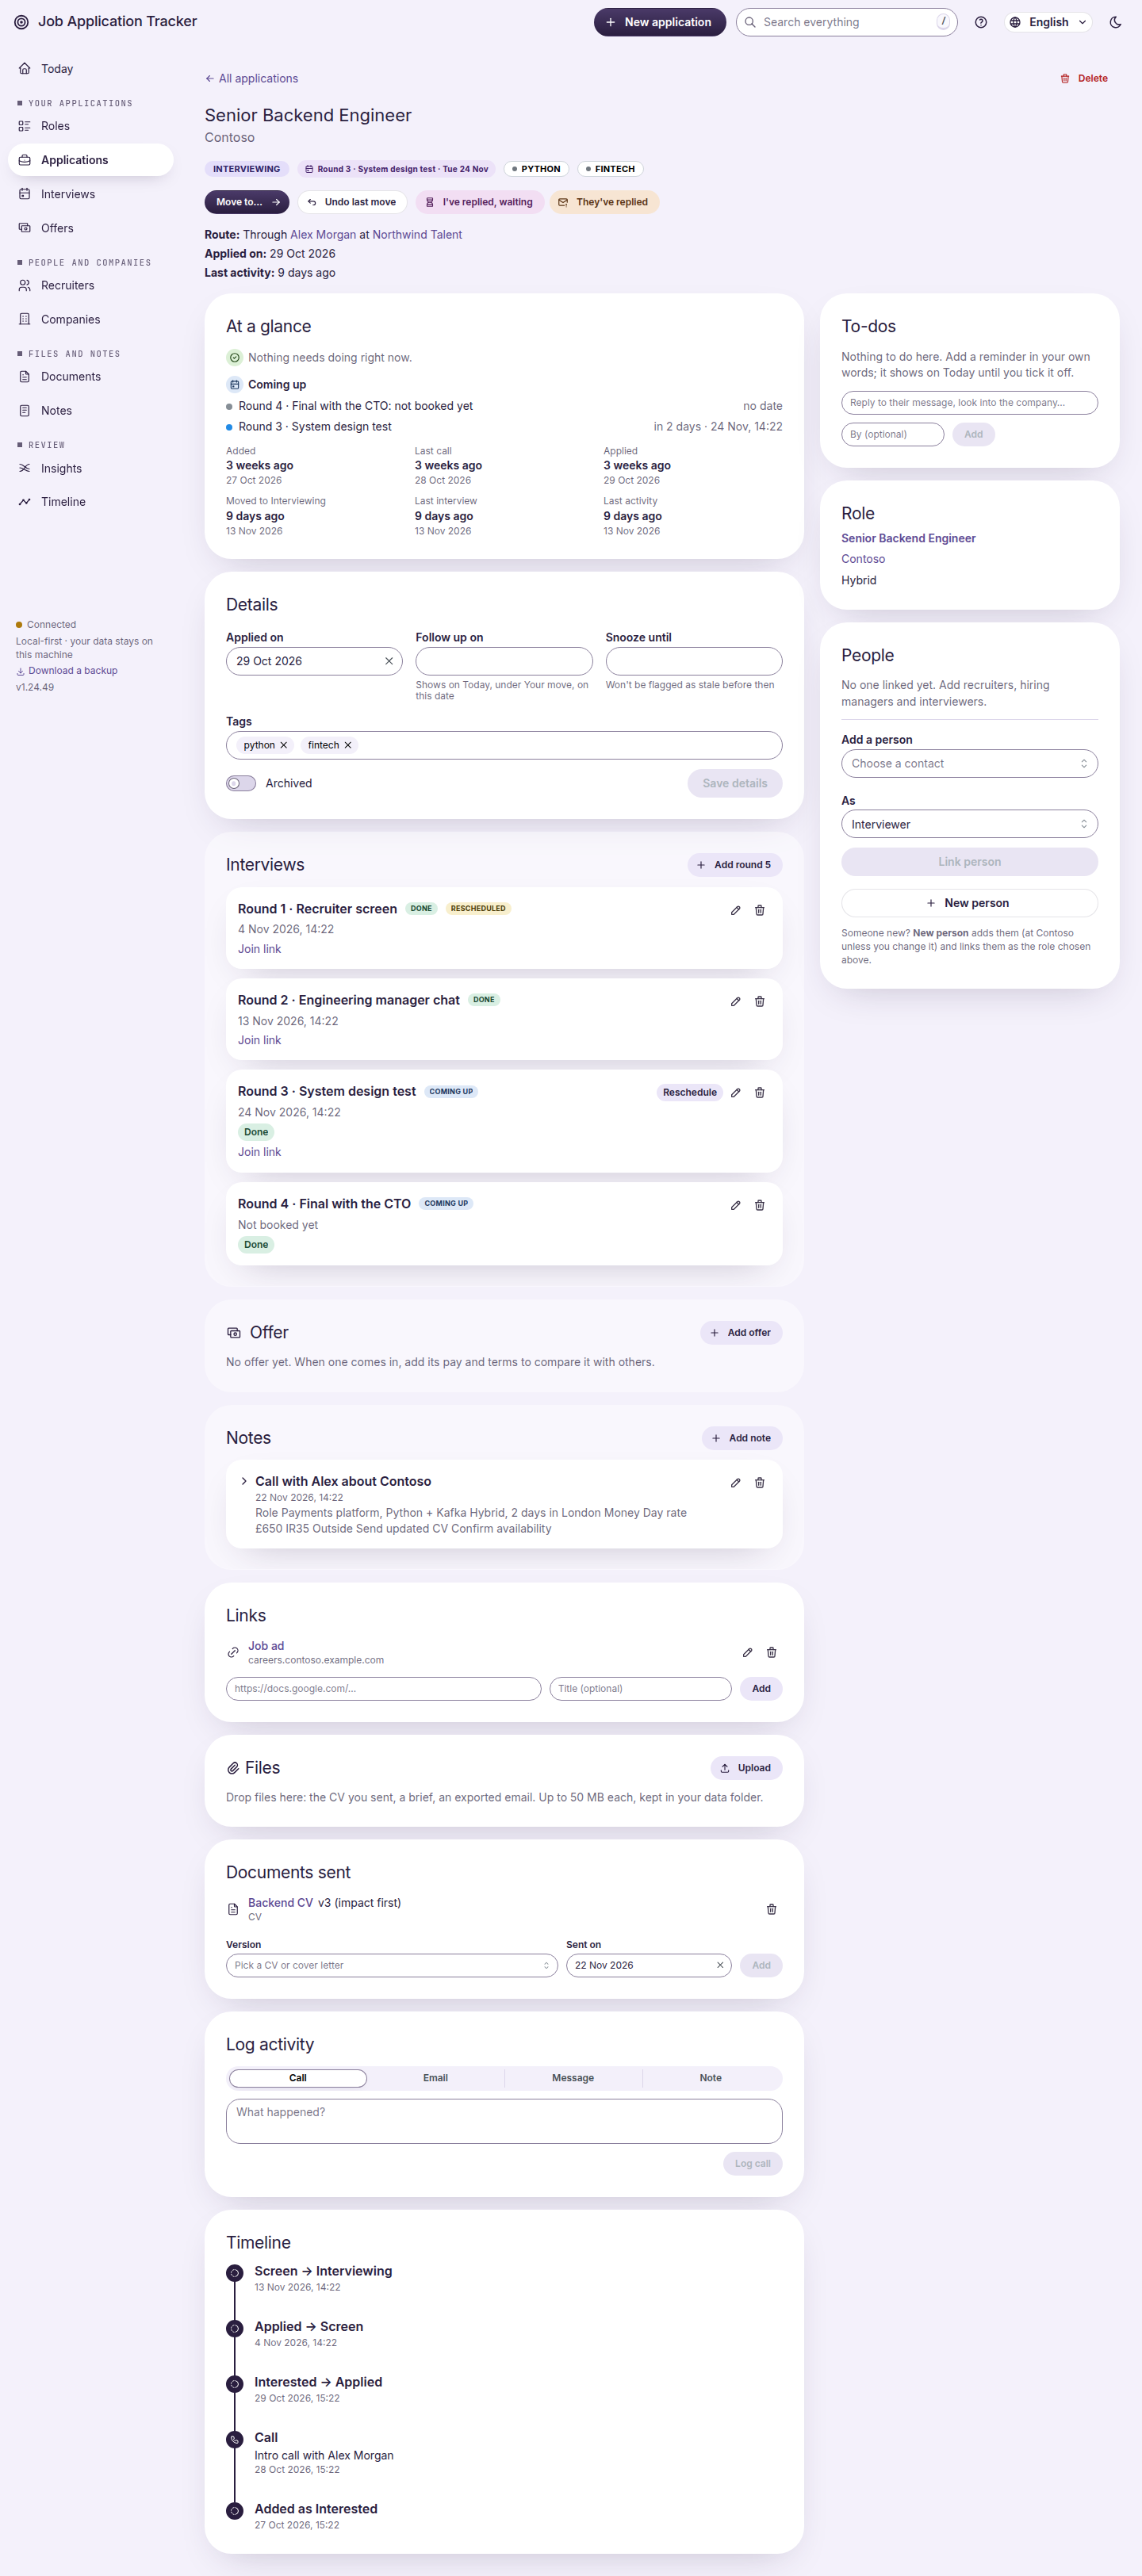 Job Application Tracker
New application
Search everything
/
English
Today
YOUR APPLICATIONS
Roles
Applications
Interviews
Offers
PEOPLE AND COMPANIES
Recruiters
Companies
FILES AND NOTES
Documents
Notes
REVIEW
Insights
Timeline
Connected
Local-first · your data stays on
this machine
Download a backup
v1.24.49
← All applications
Delete
Senior Backend Engineer
Contoso
INTERVIEWING
Round 3 · System design test · Tue 24 Nov
PYTHON
FINTECH
Move to... →
Undo last move
I've replied, waiting
They've replied
Route: Through Alex Morgan at Northwind Talent
Applied on: 29 Oct 2026
Last activity: 9 days ago
At a glance
Nothing needs doing right now.
Coming up
Round 4 · Final with the CTO: not booked yet
no date
Round 3 · System design test
in 2 days · 24 Nov, 14:22
Added
3 weeks ago
27 Oct 2026
Last call
3 weeks ago
28 Oct 2026
Applied
3 weeks ago
29 Oct 2026
Moved to Interviewing
9 days ago
13 Nov 2026
Last interview
9 days ago
13 Nov 2026
Last activity
9 days ago
13 Nov 2026
Details
Applied on
29 Oct 2026
Follow up on
Shows on Today, under Your move, on
this date
Snooze until
Won't be flagged as stale before then
Tags
python
fintech
Archived
Save details
Interviews
Add round 5
Round 1 · Recruiter screen
DONE
RESCHEDULED
4 Nov 2026, 14:22
Join link
Round 2 · Engineering manager chat
DONE
13 Nov 2026, 14:22
Join link
Round 3 · System design test
COMING UP
Reschedule
24 Nov 2026, 14:22
Done
Join link
Round 4 · Final with the CTO
COMING UP
Not booked yet
Done
Offer
Add offer
No offer yet. When one comes in, add its pay and terms to compare it with others.
Notes
Add note
Call with Alex about Contoso
22 Nov 2026, 14:22
Role Payments platform, Python + Kafka Hybrid, 2 days in London Money Day rate
£650 IR35 Outside Send updated CV Confirm availability
Links
Job ad
careers.contoso.example.com
https://docs.google.com/...
Title (optional)
Add
Files
Upload
Drop files here: the CV you sent, a brief, an exported email. Up to 50 MB each, kept in your data folder.
Documents sent
Backend CV v3 (impact first)
CV
Version
Pick a CV or cover letter
Sent on
22 Nov 2026
Add
Log activity
Call
Email
Message
Note
What happened?
Log call
Timeline
Screen → Interviewing
13 Nov 2026, 14:22
Applied → Screen
4 Nov 2026, 14:22
Interested → Applied
29 Oct 2026, 15:22
Call
Intro call with Alex Morgan
28 Oct 2026, 15:22
Added as Interested
27 Oct 2026, 15:22
To-dos
Nothing to do here. Add a reminder in your own
words; it shows on Today until you tick it off.
Reply to their message, look into the company...
By (optional)
Add
Role
Senior Backend Engineer
Contoso
Hybrid
People
No one linked yet. Add recruiters, hiring
managers and interviewers.
Add a person
Choose a contact
As
Interviewer
Link person
New person
Someone new? New person adds them (at Contoso
unless you change it) and links them as the role chosen
above.